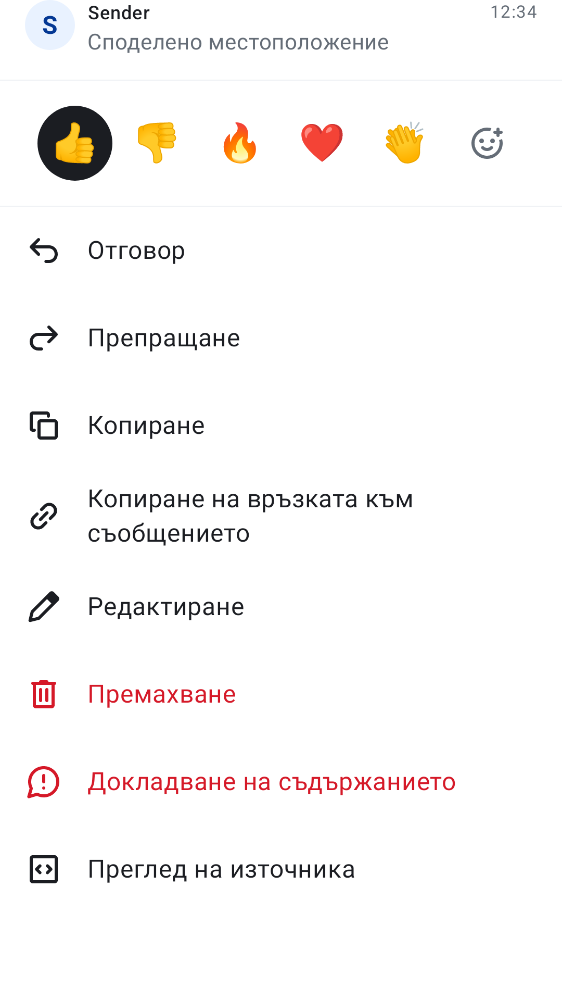 S
Sender
12:34
Споделено местоположение
Отговор
Препращане
Копиране
Копиране на връзката към
съобщението
Редактиране
Премахване
Докладване на съдържанието
Преглед на източника